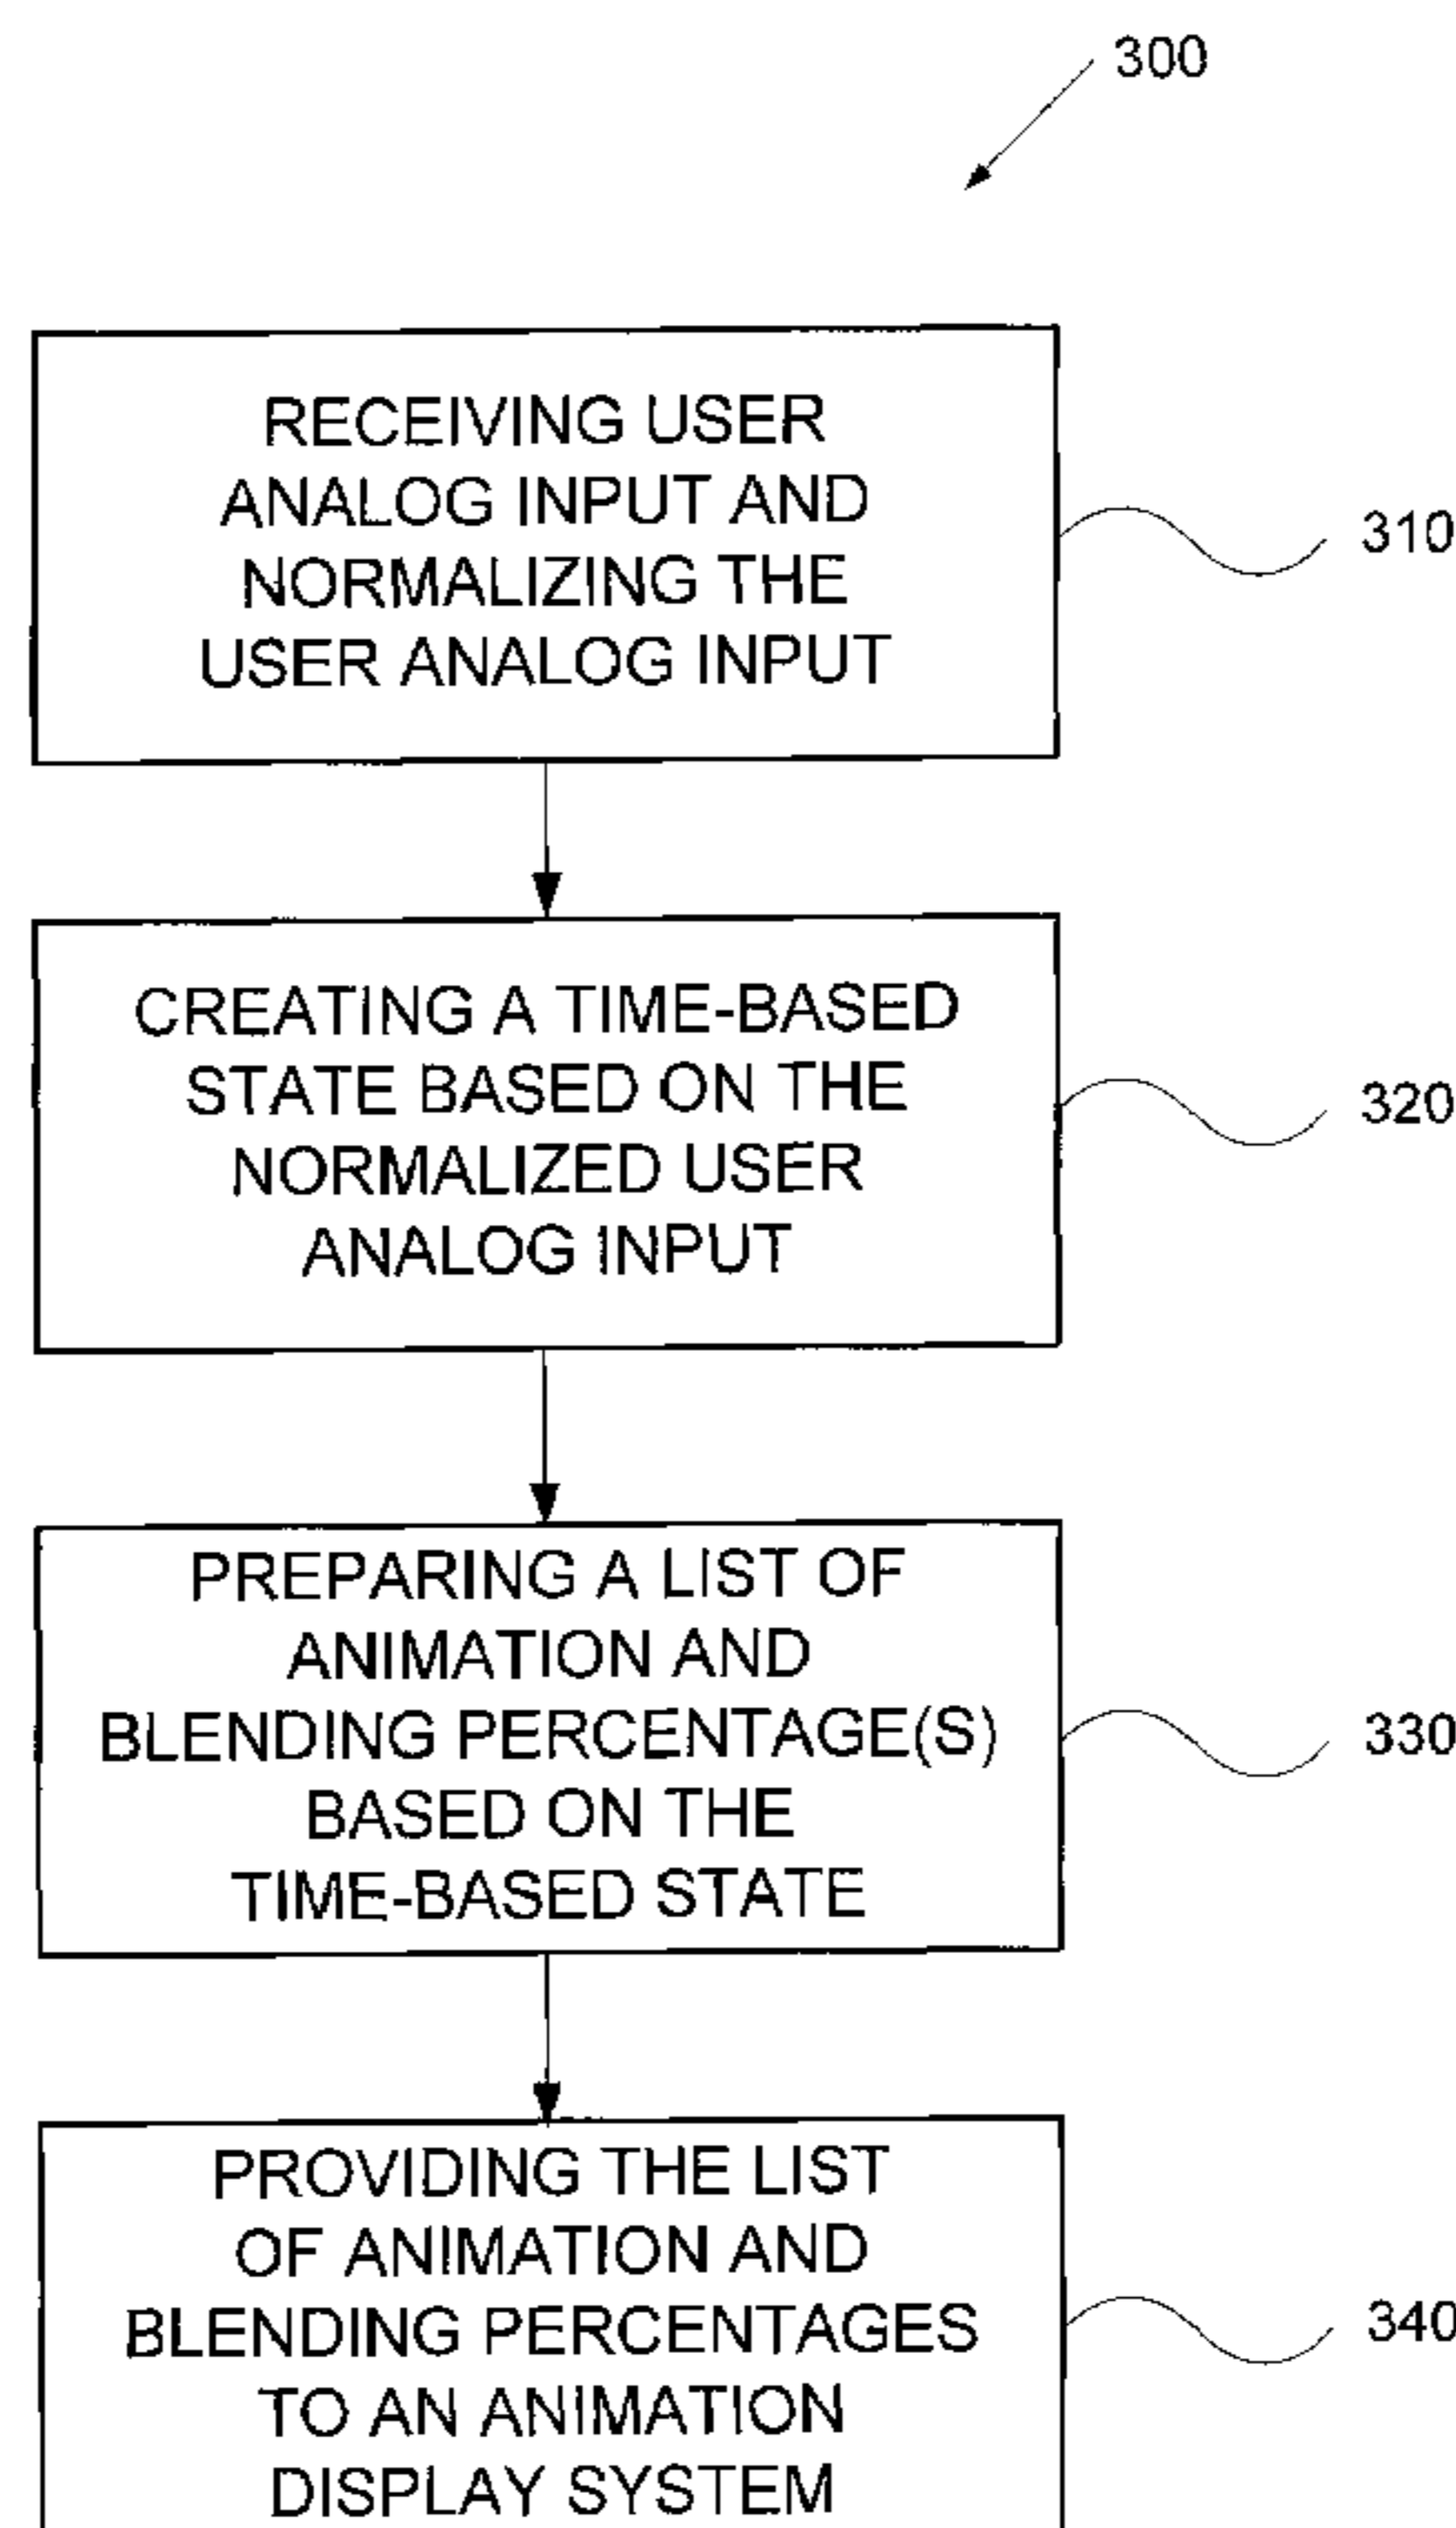 300
RECEIVING USER
ANALOG INPUT AND
NORMALIZING THE
USER ANALOG INPUT
310
CREATING A TIME-BASED
STATE BASED ON THE
NORMALIZED USER
ANALOG INPUT
320
PREPARING A LIST OF
ANIMATION AND
BLENDING PERCENTAGE(S)
BASED ON THE
TIME-BASED STATE
330
PROVIDING THE LIST
OF ANIMATION AND
BLENDING PERCENTAGES
TO AN ANIMATION
DISPLAY SYSTEM
340